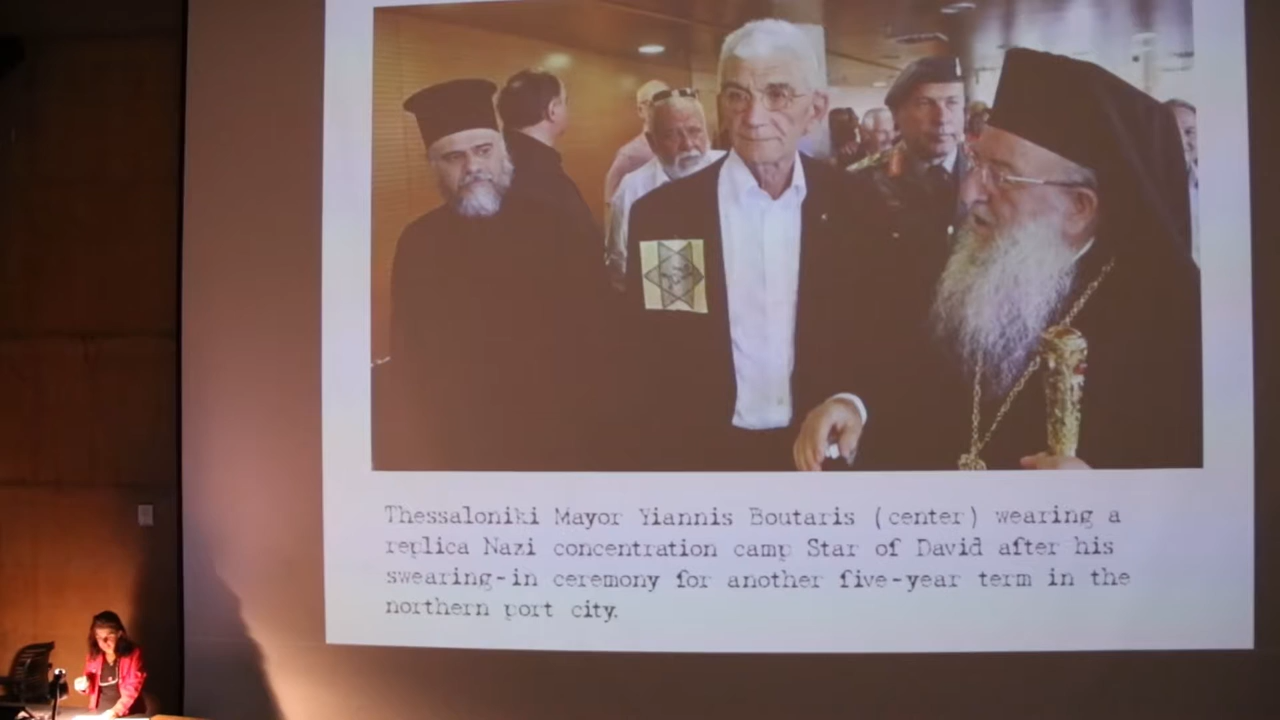 Thessaloniki Mayor Yiannis Boutaris (center) wearing a
replica Nazi concentration camp Star of David after his
swearing-in ceremony for another five-year term in the
northern port city.